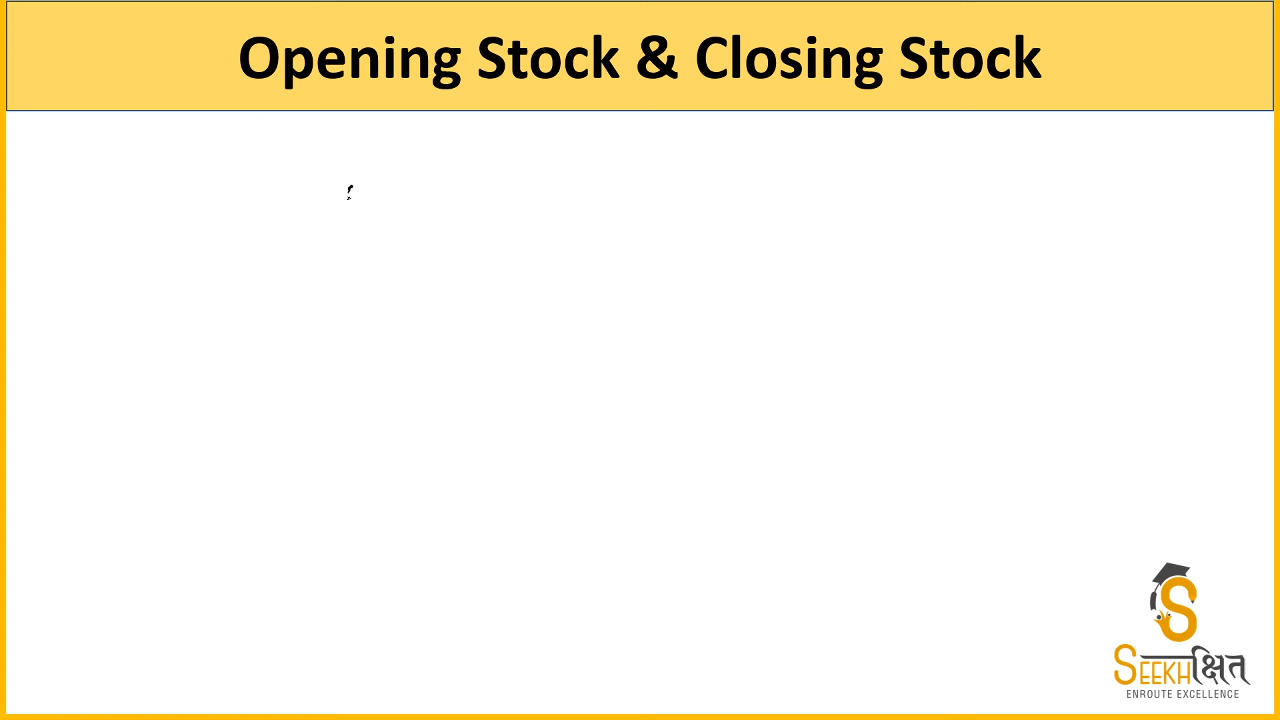 Opening Stock & Closing Stock
SEEKHक्षित
ENROUTE EXCELLENCE